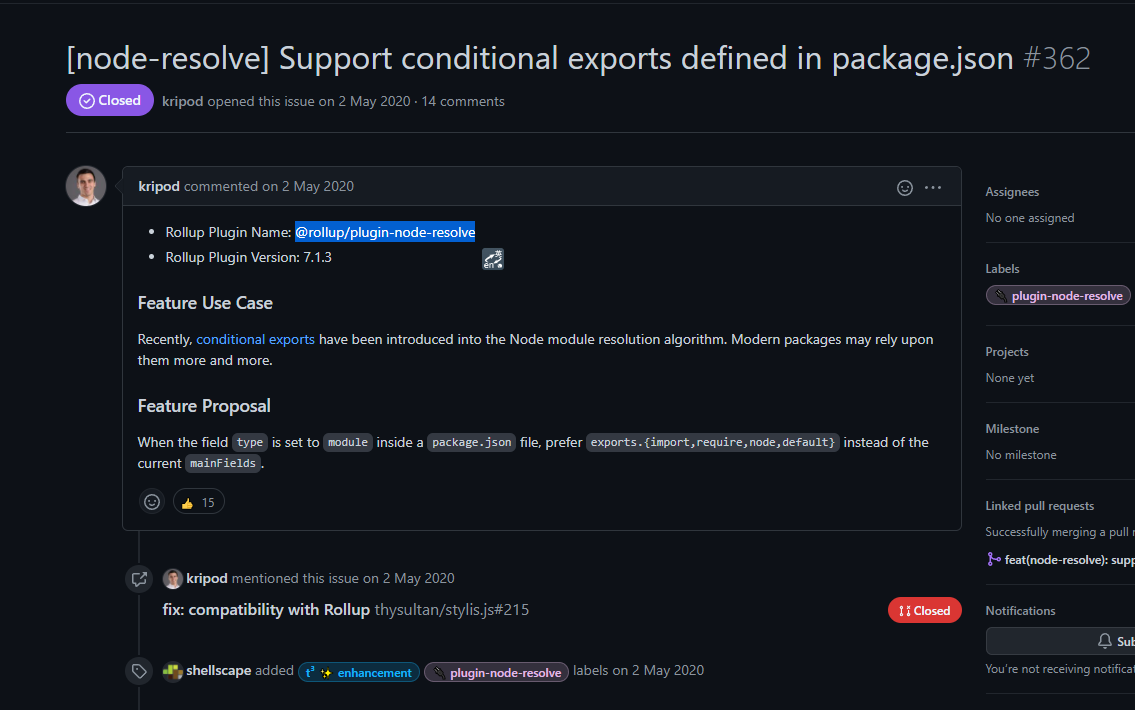 [node-resolve] Support conditional exports defined in package.json #362
Closed kripod opened this issue on 2 May 2020 · 14 comments
kripod commented on 2 May 2020
• Rollup Plugin Name: @rollup/plugin-node-resolve
• Rollup Plugin Version: 7.1.3
Feature Use Case
Recently, conditional exports have been introduced into the Node module resolution algorithm. Modern packages may rely upon
them more and more.
Feature Proposal
When the field type is set to module inside a package.json file, prefer exports.{import,require,node,default} instead of the
current mainFields.
👍 15
kripod mentioned this issue on 2 May 2020
fix: compatibility with Rollup thysultan/stylis.js#215
Closed
shellscape added t³ ✨ enhancement plugin-node-resolve labels on 2 May 2020
Assignees
No one assigned
Labels
plugin-node-resolve
Projects
None yet
Milestone
No milestone
Linked pull requests
Successfully merging a pull
feat(node-resolve): supp
Notifications
Sub
You're not receiving notificat